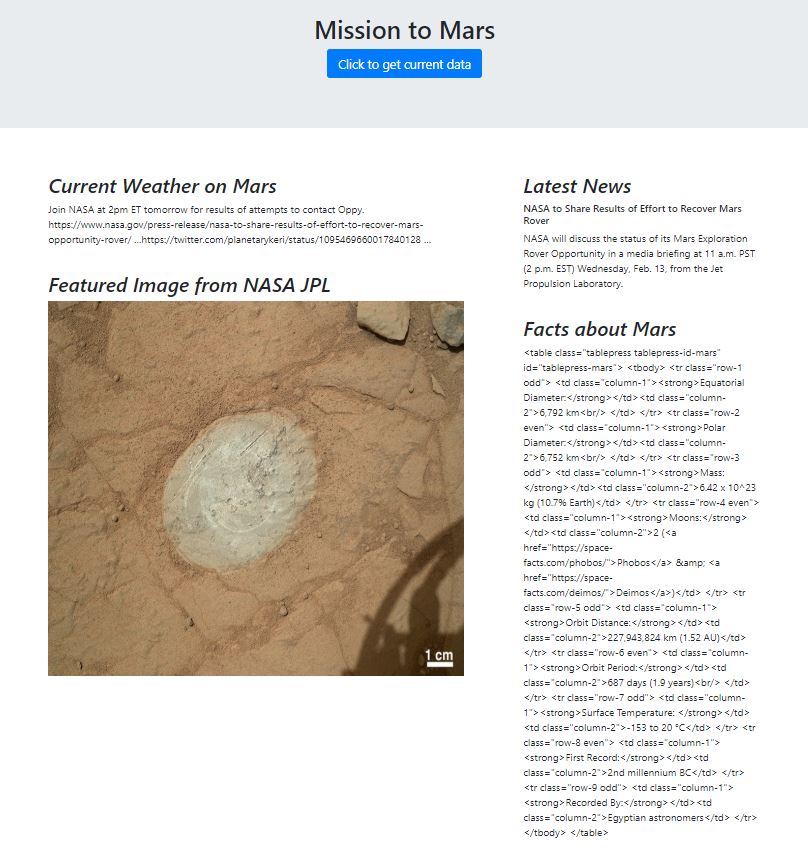 Mission to Mars
Click to get current data
Current Weather on Mars
Join NASA at 2pm ET tomorrow for results of attempts to contact Oppy.
https://www.nasa.gov/press-release/nasa-to-share-results-of-effort-to-recover-mars-
opportunity-rover/ ...https://twitter.com/planetarykeri/status/1095469660017840128 ...
Featured Image from NASA JPL
1 cm
Latest News
NASA to Share Results of Effort to Recover Mars
Rover
NASA will discuss the status of its Mars Exploration
Rover Opportunity in a media briefing at 11 a.m. PST
(2 p.m. EST) Wednesday, Feb. 13, from the Jet
Propulsion Laboratory.
Facts about Mars
<table class="tablepress tablepress-id-mars"
id="tablepress-mars"> <tbody> <tr class="row-1
odd"> <td class="column-1"><strong>Equatorial
Diameter:</strong></td><td class="column-
2">6,792 km<br/> </td> </tr> <tr class="row-2
even"> <td class="column-1"><strong>Polar
Diameter:</strong></td><td class="column-
2">6,752 km<br/> </td> </tr> <tr class="row-3
odd"> <td class="column-1"><strong>Mass:
</strong></td><td class="column-2">6.42 x 10^23
kg (10.7% Earth)</td> </tr> <tr class="row-4 even">
<td class="column-1"><strong>Moons:</strong>
</td><td class="column-2">2 (<a
href="https://space-
facts.com/phobos/">Phobos</a> &amp; <a
href="https://space-
facts.com/deimos/">Deimos</a>)</td> </tr> <tr
class="row-5 odd"> <td class="column-1">
<strong>Orbit Distance:</strong></td><td
class="column-2">227,943,824 km (1.52 AU)</td>
</tr> <tr class="row-6 even"> <td class="column-
1"><strong>Orbit Period:</strong></td><td
class="column-2">687 days (1.9 years)<br/> </td>
</tr> <tr class="row-7 odd"> <td class="column-
1"><strong>Surface Temperature: </strong></td>
<td class="column-2">-153 to 20 °C</td> </tr> <tr
class="row-8 even"> <td class="column-1">
<strong>First Record:</strong></td><td
class="column-2">2nd millennium BC</td> </tr>
<tr class="row-9 odd"> <td class="column-1">
<strong>Recorded By:</strong></td><td
class="column-2">Egyptian astronomers</td> </tr>
</tbody> </table>